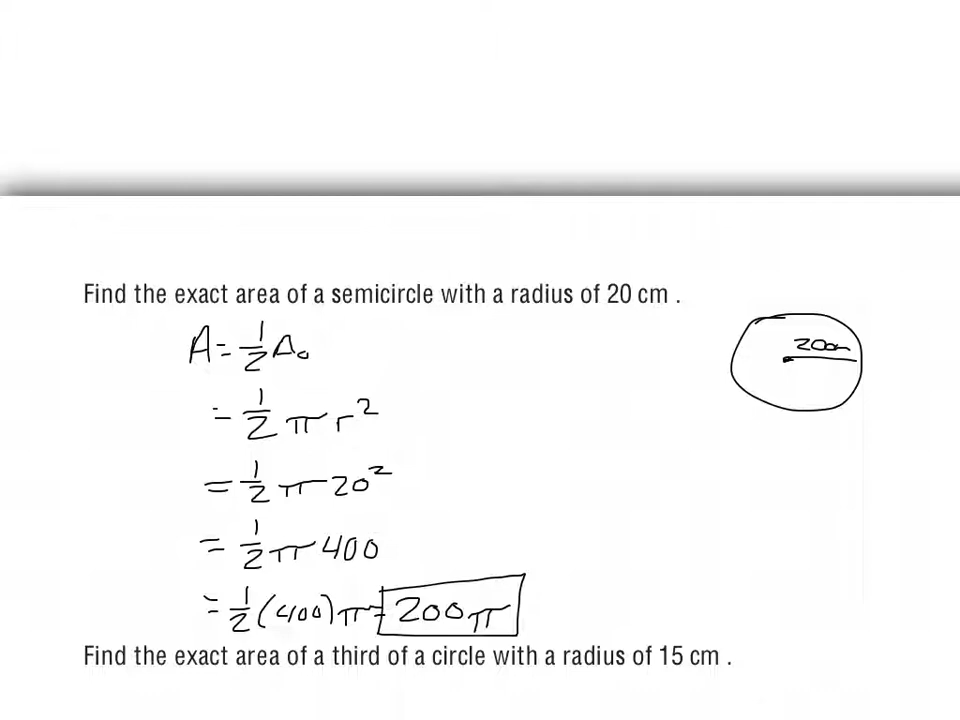 Find the exact area of a semicircle with a radius of 20 cm .
A = 1/2 A₀
20cm
= 1/2 π r²
= 1/2 π 20²
= 1/2 π 400
= 1/2 (400) π = 200π
Find the exact area of a third of a circle with a radius of 15 cm .